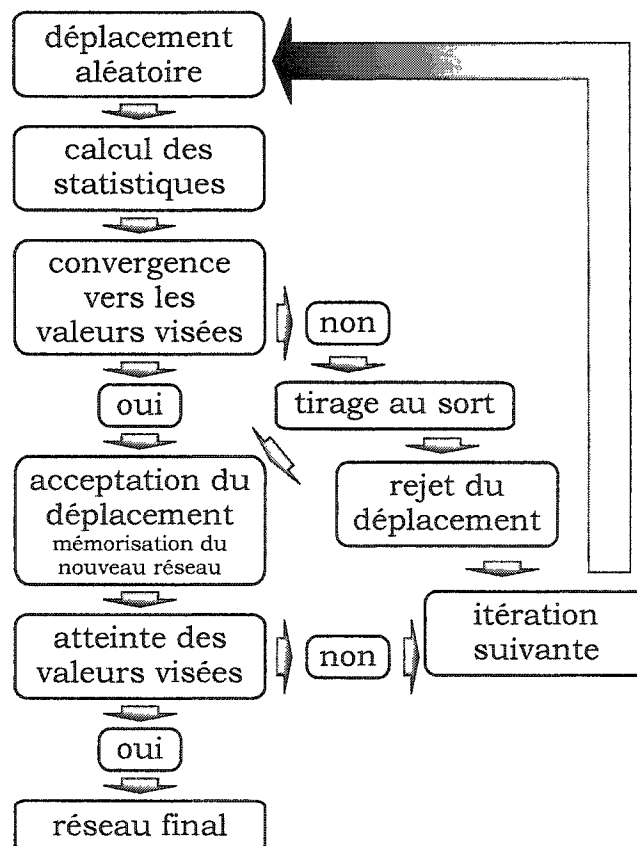 déplacement
aléatoire
calcul des
statistiques
convergence
vers les
valeurs visées
non
oui
tirage au sort
acceptation du
déplacement
mémorisation du
nouveau réseau
rejet du
déplacement
itération
suivante
atteinte des
valeurs visées
non
oui
réseau final